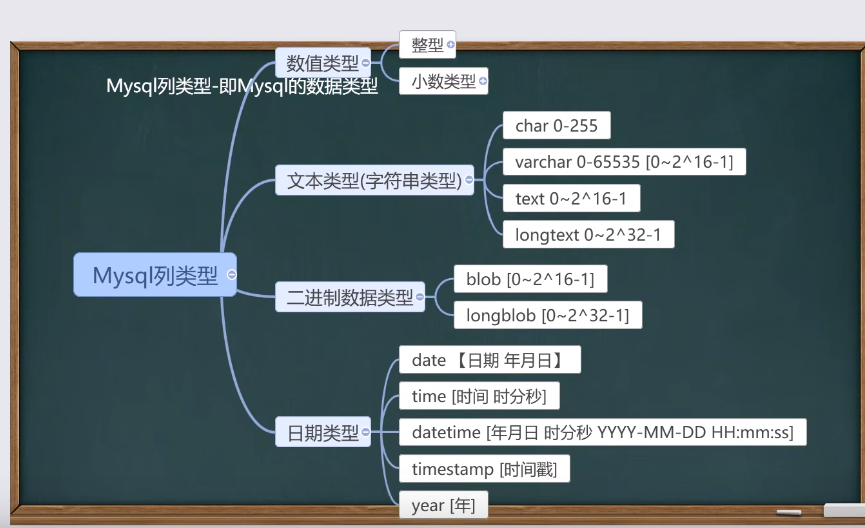 Mysql列类型-即Mysql的数据类型
Mysql列类型
数值类型
整型
小数类型
文本类型(字符串类型)
char 0-255
varchar 0-65535 [0~2^16-1]
text 0~2^16-1
longtext 0~2^32-1
二进制数据类型
blob [0~2^16-1]
longblob [0~2^32-1]
日期类型
date 【日期 年月日】
time [时间 时分秒]
datetime [年月日 时分秒 YYYY-MM-DD HH:mm:ss]
timestamp [时间戳]
year [年]